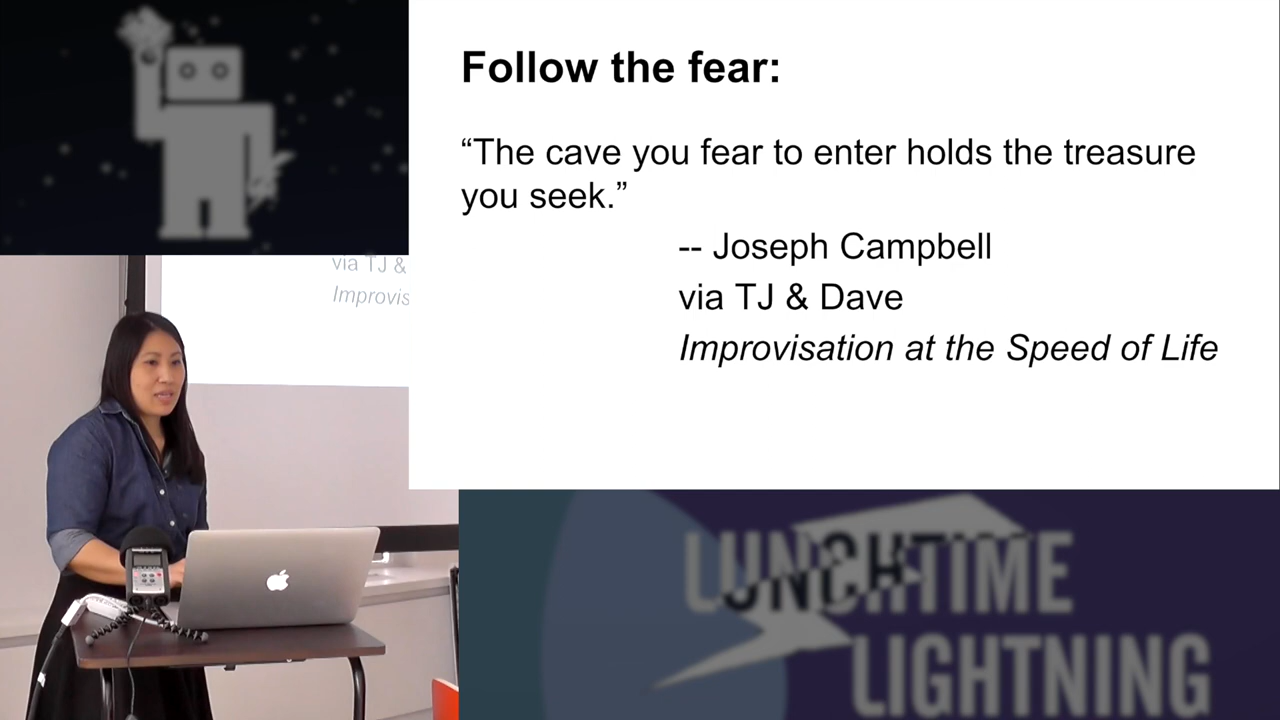 Follow the fear:
“The cave you fear to enter holds the treasure
you seek.”
-- Joseph Campbell
via TJ & Dave
Improvisation at the Speed of Life
via TJ &
Improvis
LUNCHTIME
LIGHTNING